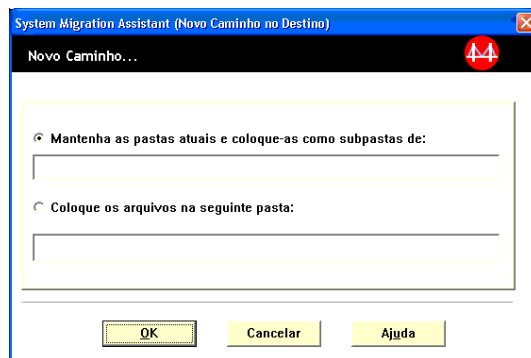 System Migration Assistant (Novo Caminho no Destino)
Novo Caminho...
Mantenha as pastas atuais e coloque-as como subpastas de:
Coloque os arquivos na seguinte pasta:
OK Cancelar Ajuda